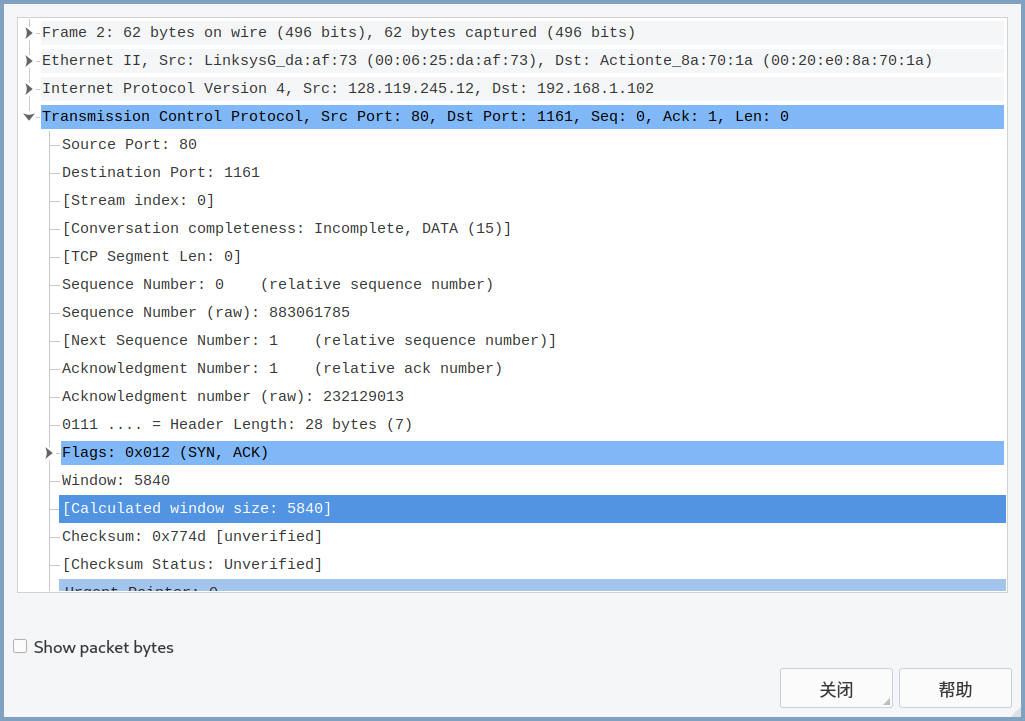 Frame 2: 62 bytes on wire (496 bits), 62 bytes captured (496 bits)
Ethernet II, Src: LinksysG_da:af:73 (00:06:25:da:af:73), Dst: Actionte_8a:70:1a (00:20:e0:8a:70:1a)
Internet Protocol Version 4, Src: 128.119.245.12, Dst: 192.168.1.102
Transmission Control Protocol, Src Port: 80, Dst Port: 1161, Seq: 0, Ack: 1, Len: 0
Source Port: 80
Destination Port: 1161
[Stream index: 0]
[Conversation completeness: Incomplete, DATA (15)]
[TCP Segment Len: 0]
Sequence Number: 0    (relative sequence number)
Sequence Number (raw): 883061785
[Next Sequence Number: 1    (relative sequence number)]
Acknowledgment Number: 1    (relative ack number)
Acknowledgment number (raw): 232129013
0111 .... = Header Length: 28 bytes (7)
Flags: 0x012 (SYN, ACK)
Window: 5840
[Calculated window size: 5840]
Checksum: 0x774d [unverified]
[Checksum Status: Unverified]
Urgent Pointer: 0
Show packet bytes
关闭
帮助